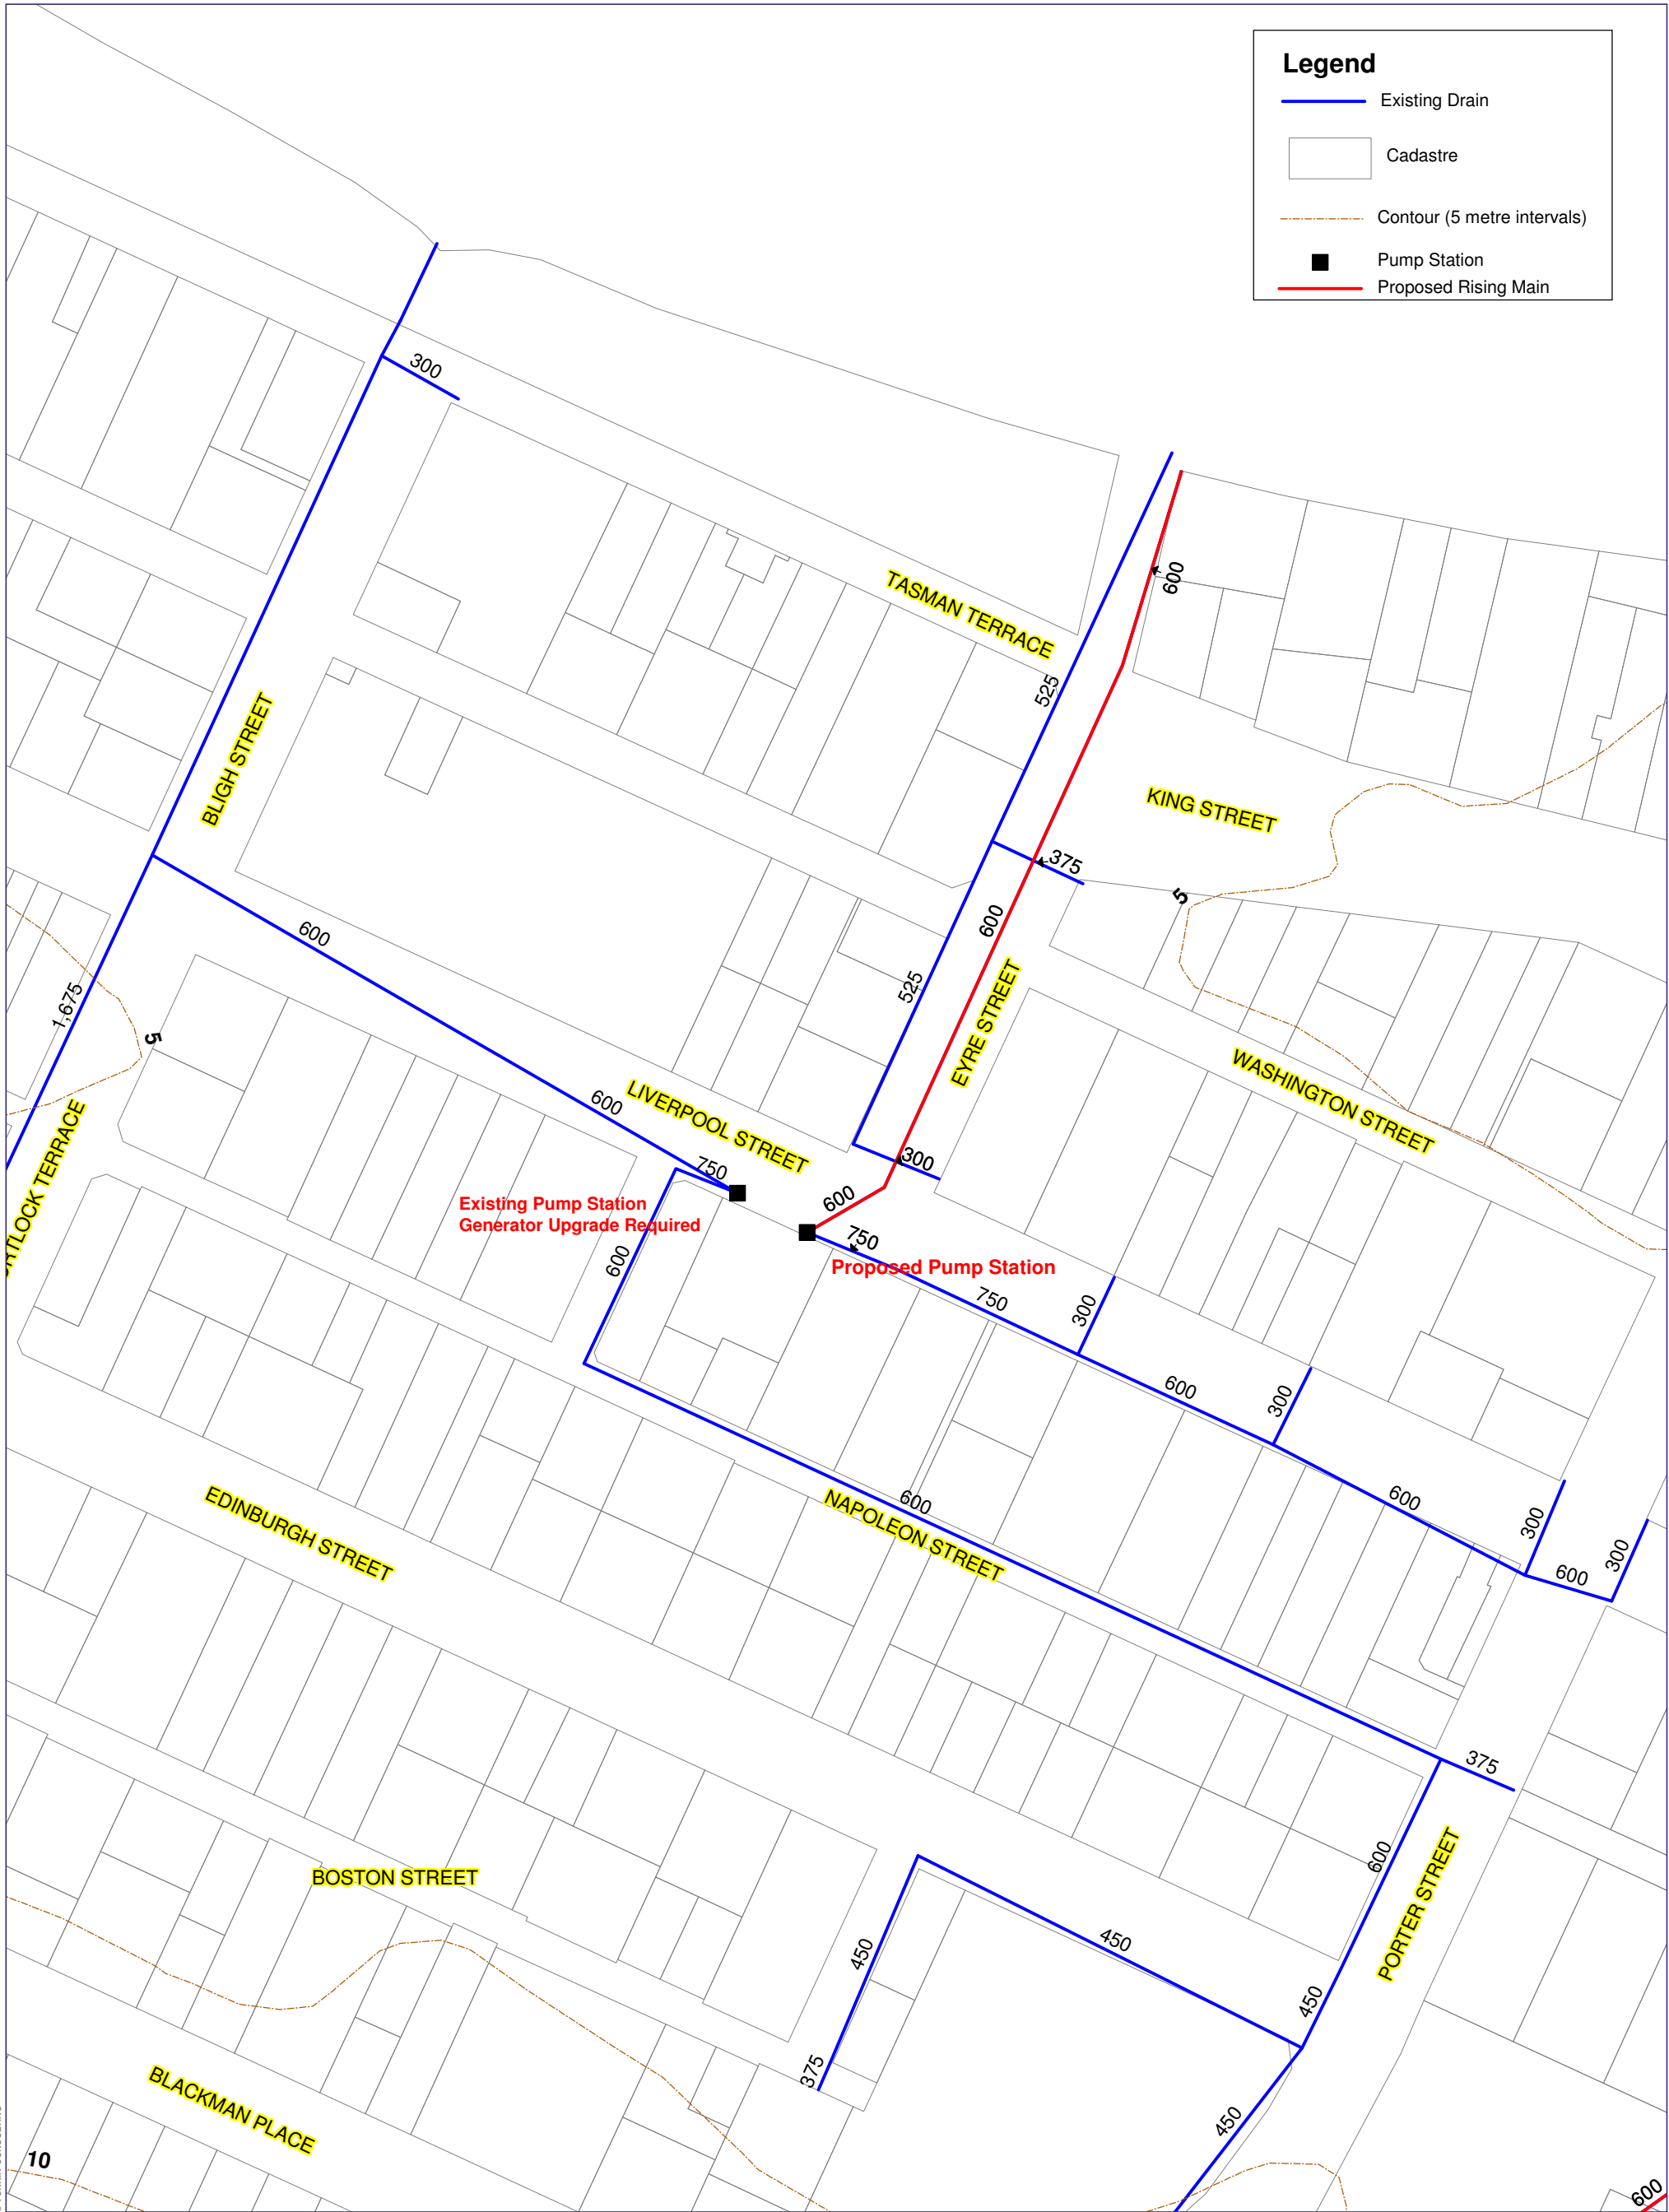 Legend
Existing Drain
Cadastre
Contour (5 metre intervals)
Pump Station
Proposed Rising Main
300
TASMAN TERRACE
600
525
BLIGH STREET
KING STREET
375
5
600
600
525
EYRE STREET
1,675
5
WASHINGTON STREET
600
LIVERPOOL STREET
300
750
Existing Pump Station
Generator Upgrade Required
600
750
600
Proposed Pump Station
750
300
600
300
600
300
300
600
600
NAPOLEON STREET
EDINBURGH STREET
375
600
PORTER STREET
BOSTON STREET
450
450
450
375
450
BLACKMAN PLACE
10
600